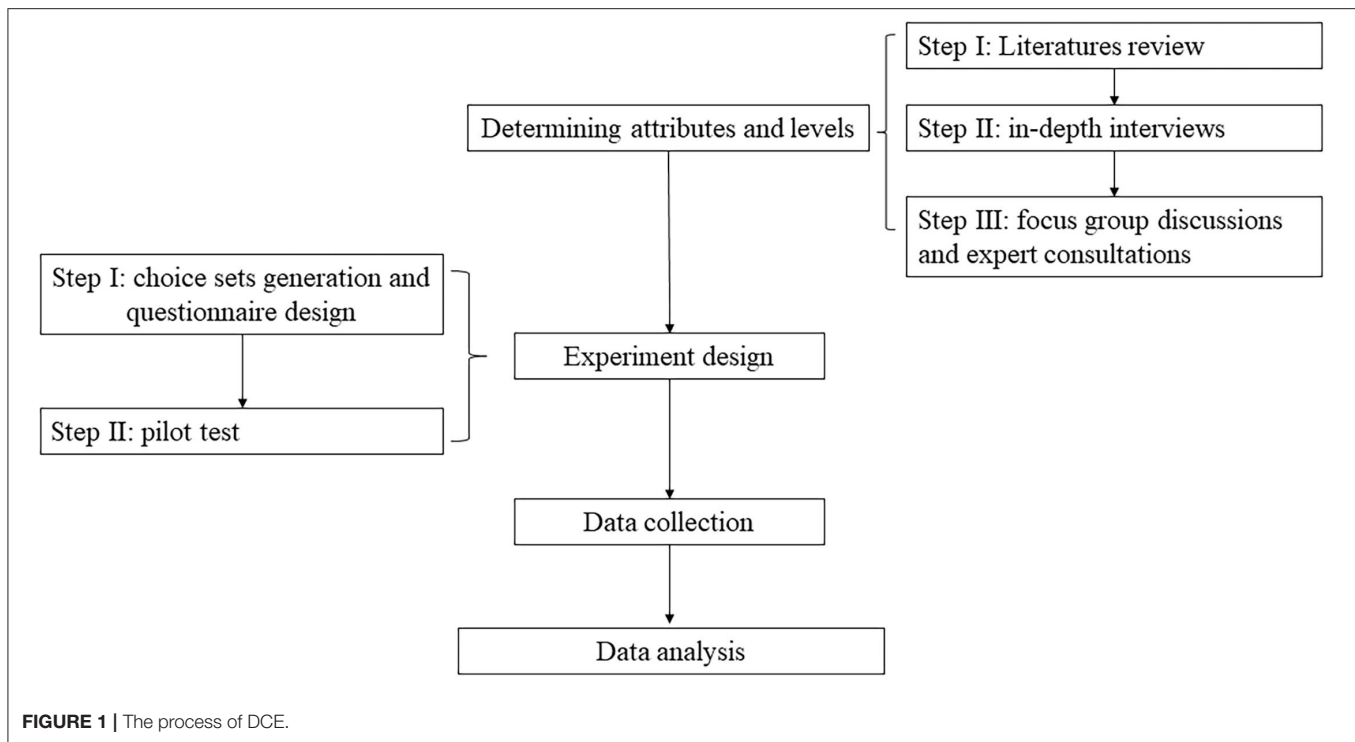 Step I: Literatures review
Determining attributes and levels
Step II: in-depth interviews
Step III: focus group discussions
and expert consultations
Step I: choice sets generation and
questionnaire design
Experiment design
Step II: pilot test
Data collection
Data analysis
FIGURE 1 | The process of DCE.